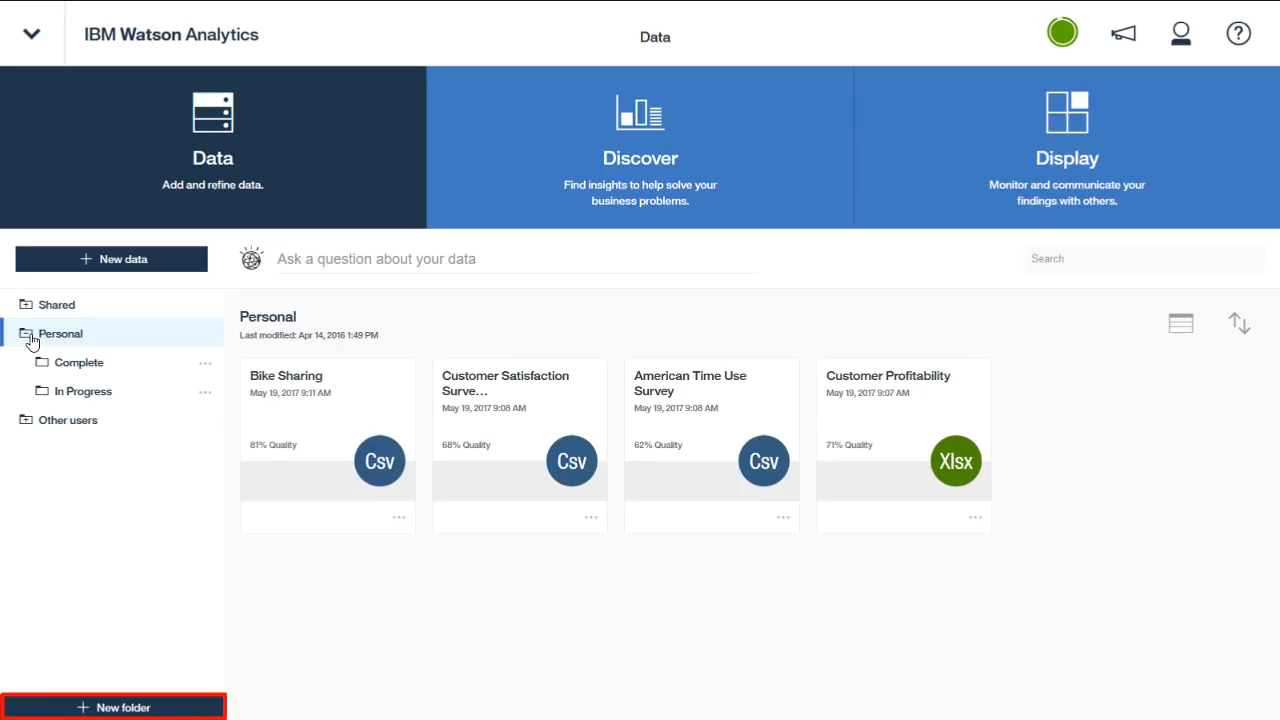 IBM Watson Analytics
Data
Data
Add and refine data.
Discover
Find insights to help solve your
business problems.
Display
Monitor and communicate your
findings with others.
+ New data
Ask a question about your data
Search
Shared
Personal
Complete
In Progress
Other users
Personal
Last modified: Apr 14, 2016 1:49 PM
Bike Sharing
May 19, 2017 9:11 AM
81% Quality
Csv
Customer Satisfaction
Surve…
May 19, 2017 9:08 AM
68% Quality
Csv
American Time Use
Survey
May 19, 2017 9:08 AM
62% Quality
Csv
Customer Profitability
May 19, 2017 9:07 AM
71% Quality
Xlsx
+ New folder